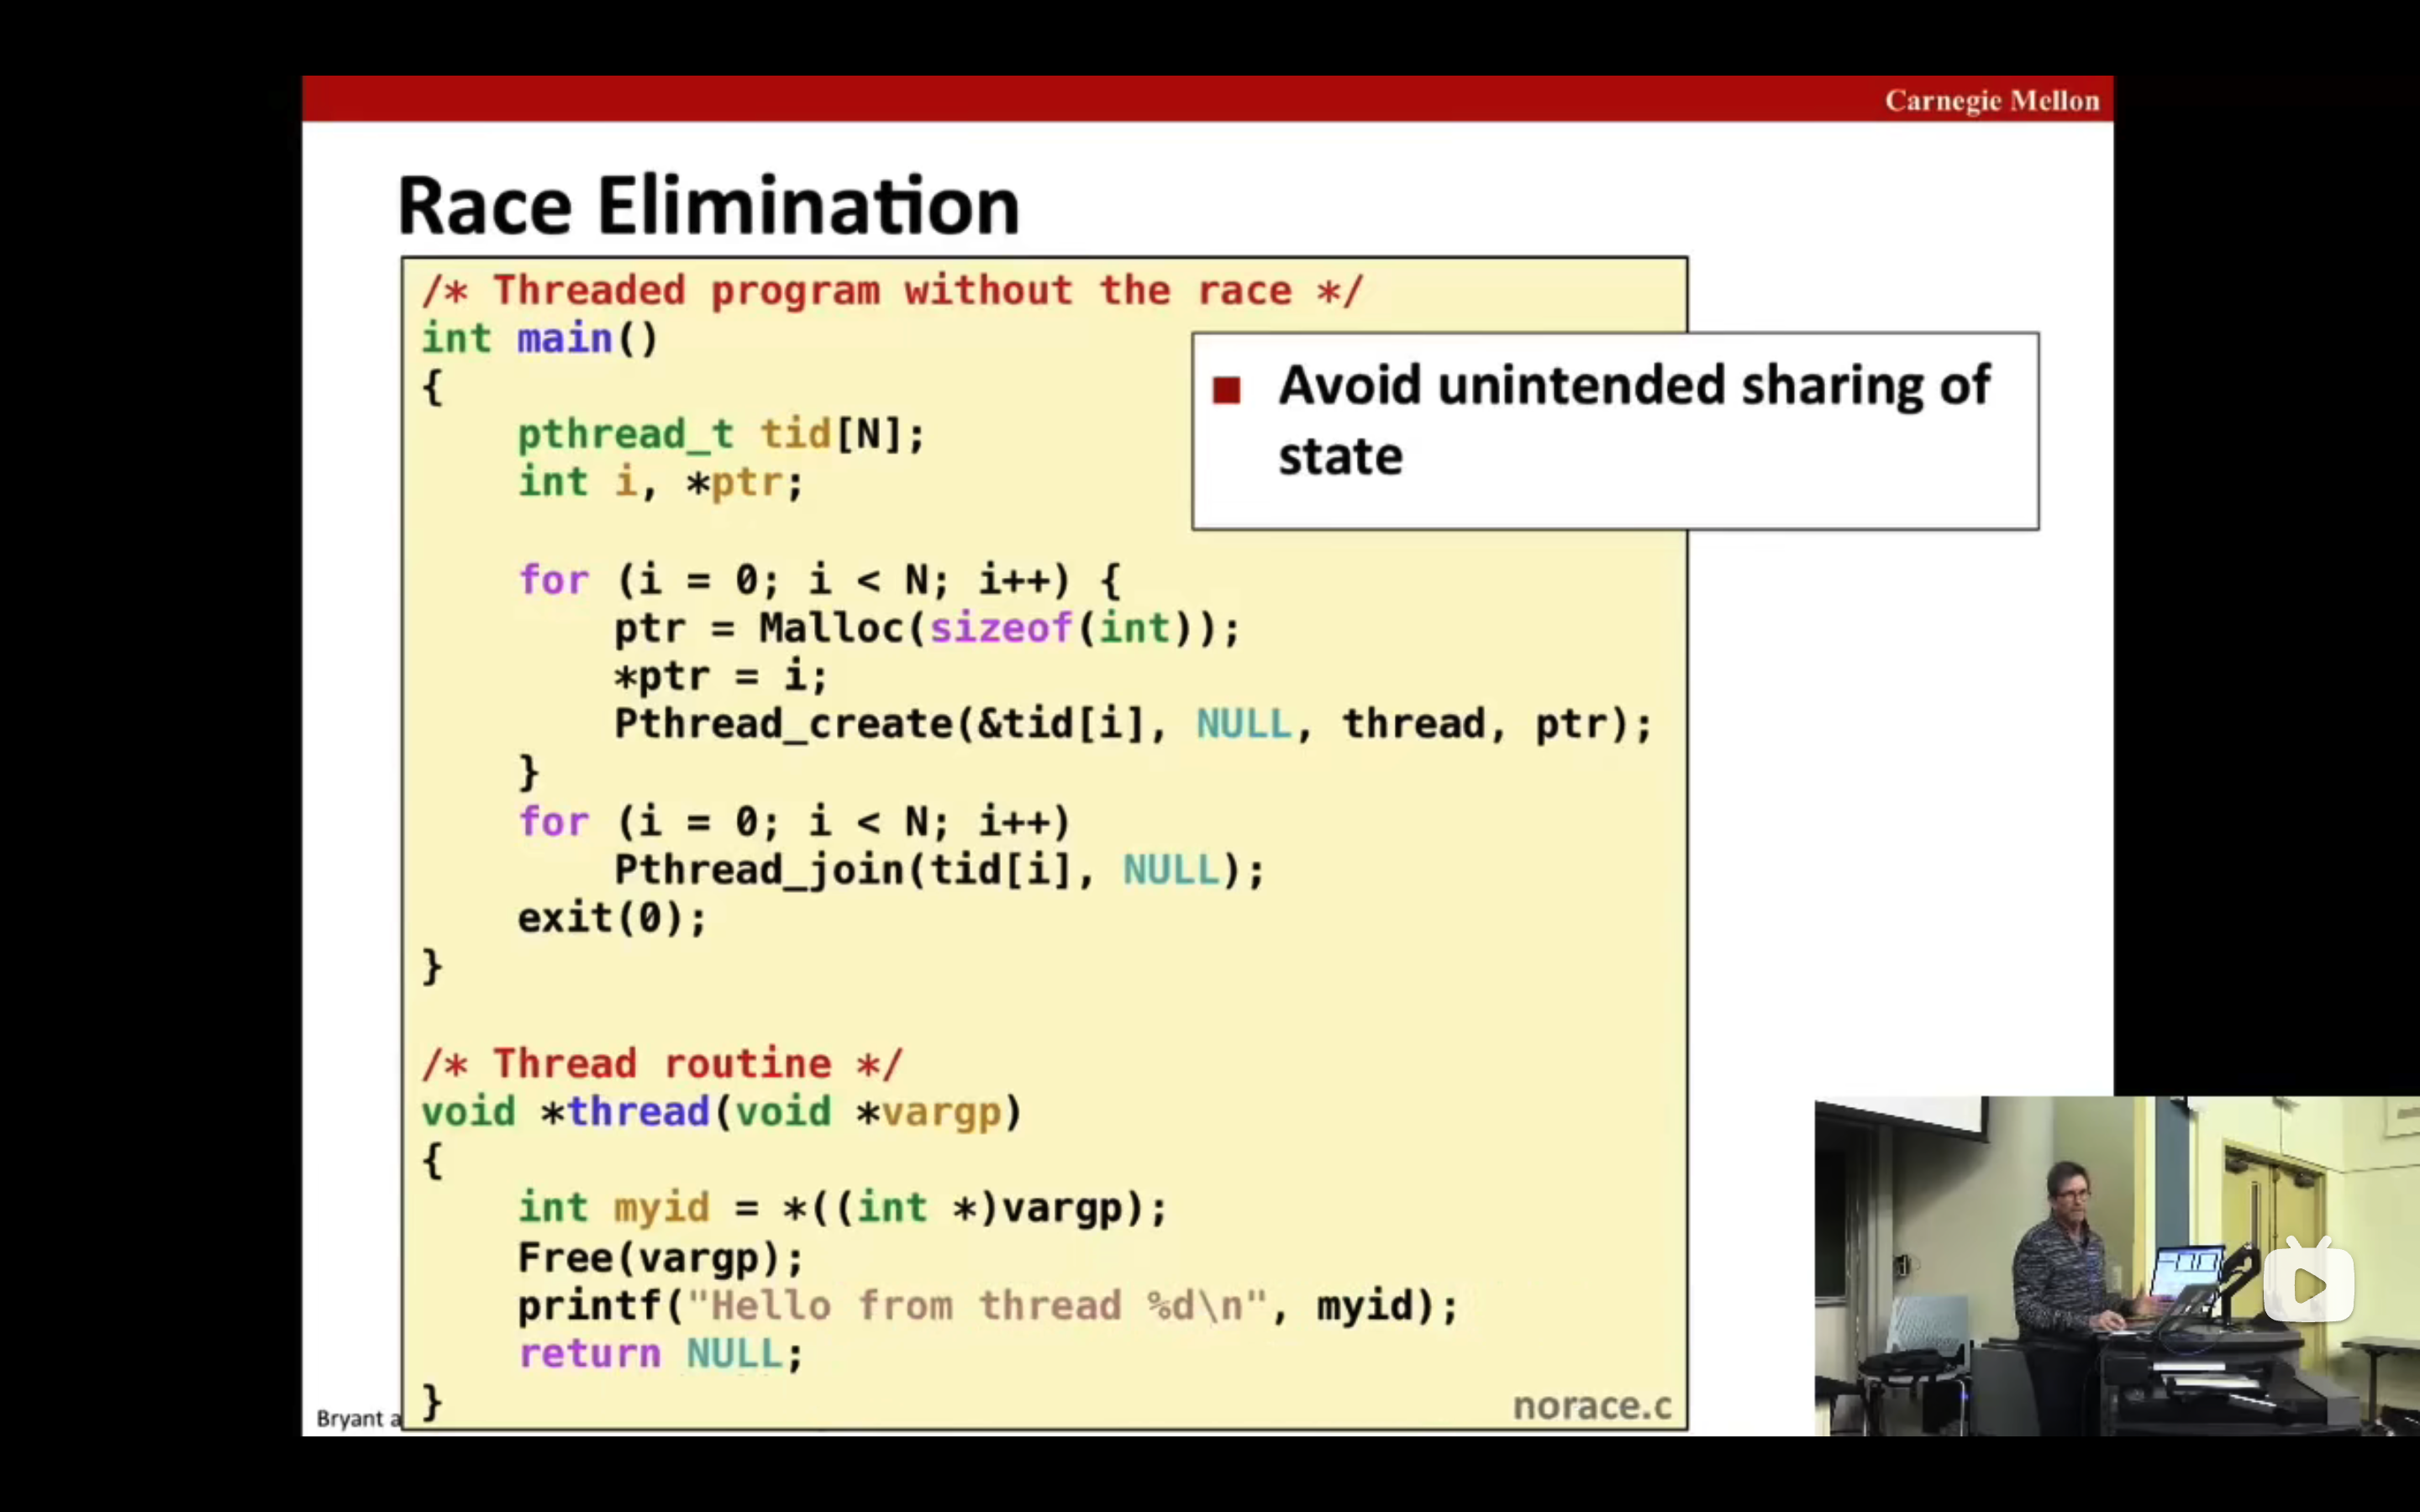 Carnegie Mellon
Race Elimination
/* Threaded program without the race */
int main()
{
    pthread_t tid[N];
    int i, *ptr;

    for (i = 0; i < N; i++) {
        ptr = Malloc(sizeof(int));
        *ptr = i;
        Pthread_create(&tid[i], NULL, thread, ptr);
    }
    for (i = 0; i < N; i++)
        Pthread_join(tid[i], NULL);
    exit(0);
}

/* Thread routine */
void *thread(void *vargp)
{
    int myid = *((int *)vargp);
    Free(vargp);
    printf("Hello from thread %d\n", myid);
    return NULL;
}
norace.c
■ Avoid unintended sharing of
state
Bryant a